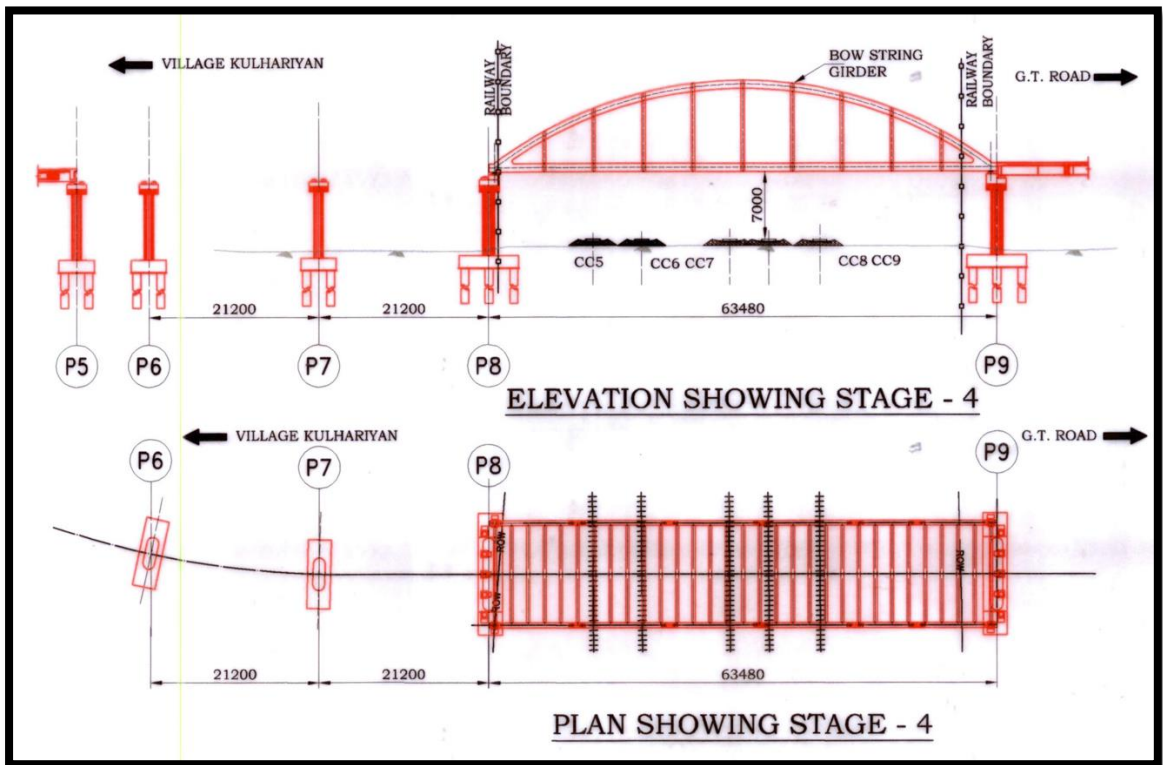 VILLAGE KULHARIYAN
RAILWAY
BOUNDARY
BOW STRING
GIRDER
RAILWAY
BOUNDARY
G.T. ROAD
7000
CC5
CC6 CC7
CC8 CC9
21200
21200
63480
P5
P6
P7
P8
P9
ELEVATION SHOWING STAGE - 4
VILLAGE KULHARIYAN
G.T. ROAD
P6
P7
P8
P9
ROW
ROW
ROW
21200
21200
63480
PLAN SHOWING STAGE - 4